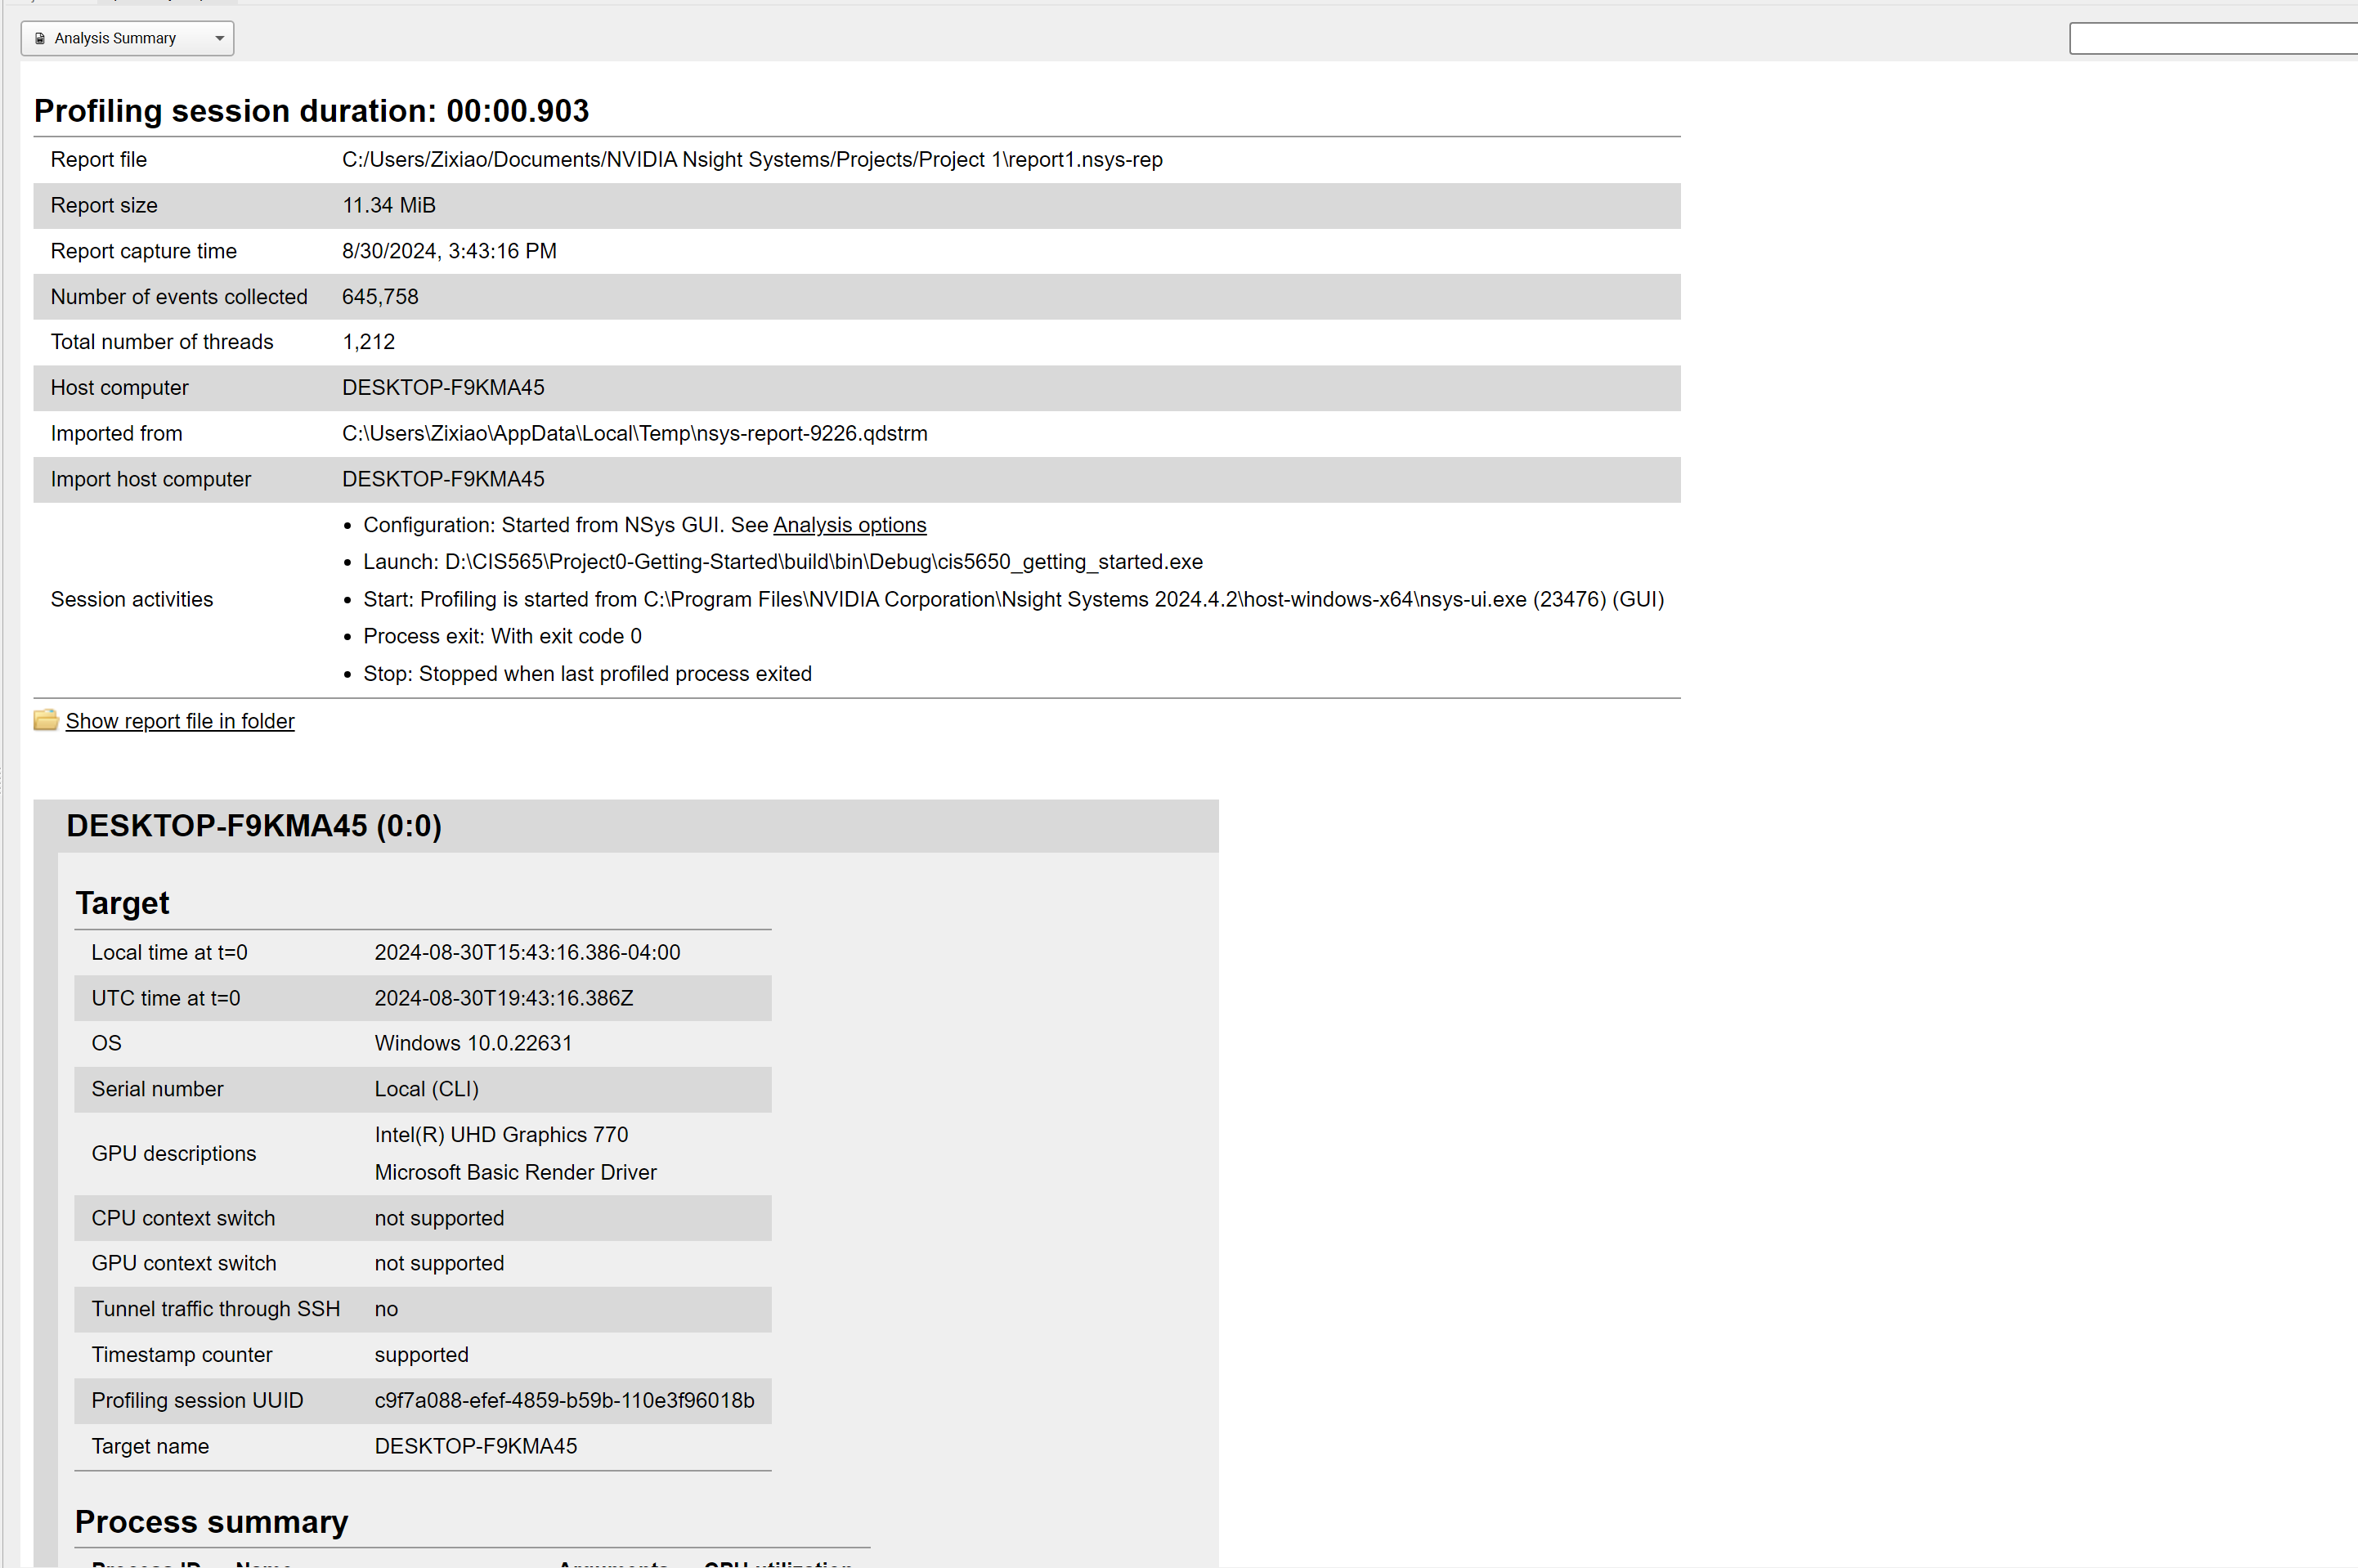 Analysis Summary
Profiling session duration: 00:00.903
Report file C:/Users/Zixiao/Documents/NVIDIA Nsight Systems/Projects/Project 1\report1.nsys-rep
Report size 11.34 MiB
Report capture time 8/30/2024, 3:43:16 PM
Number of events collected 645,758
Total number of threads 1,212
Host computer DESKTOP-F9KMA45
Imported from C:\Users\Zixiao\AppData\Local\Temp\nsys-report-9226.qdstrm
Import host computer DESKTOP-F9KMA45
• Configuration: Started from NSys GUI. See Analysis options
• Launch: D:\CIS565\Project0-Getting-Started\build\bin\Debug\cis5650_getting_started.exe
Session activities • Start: Profiling is started from C:\Program Files\NVIDIA Corporation\Nsight Systems 2024.4.2\host-windows-x64\nsys-ui.exe (23476) (GUI)
• Process exit: With exit code 0
• Stop: Stopped when last profiled process exited
Show report file in folder
DESKTOP-F9KMA45 (0:0)
Target
Local time at t=0 2024-08-30T15:43:16.386-04:00
UTC time at t=0 2024-08-30T19:43:16.386Z
OS Windows 10.0.22631
Serial number Local (CLI)
GPU descriptions Intel(R) UHD Graphics 770
Microsoft Basic Render Driver
CPU context switch not supported
GPU context switch not supported
Tunnel traffic through SSH no
Timestamp counter supported
Profiling session UUID c9f7a088-efef-4859-b59b-110e3f96018b
Target name DESKTOP-F9KMA45
Process summary
Process ID Name Arguments CPU utilization